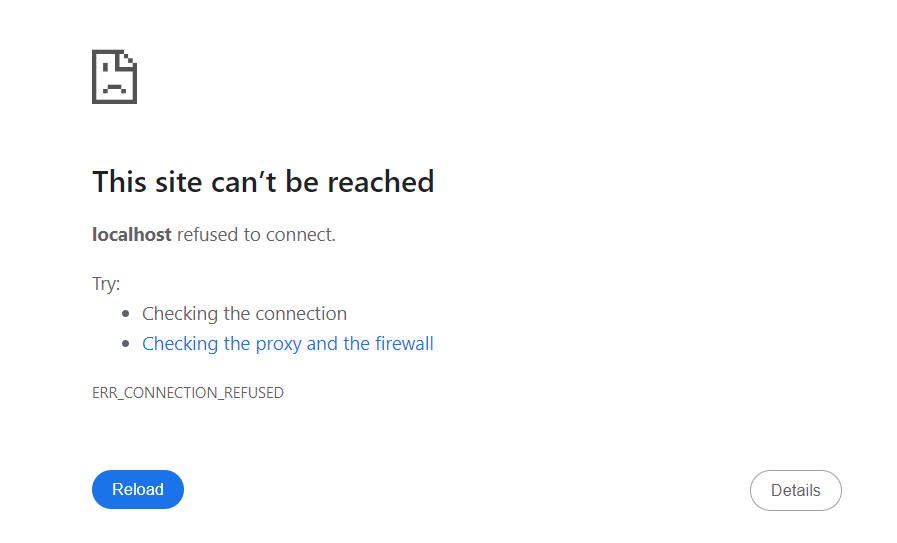 This site can’t be reached
localhost refused to connect.
Try:
Checking the connection
Checking the proxy and the firewall
ERR_CONNECTION_REFUSED
Reload
Details